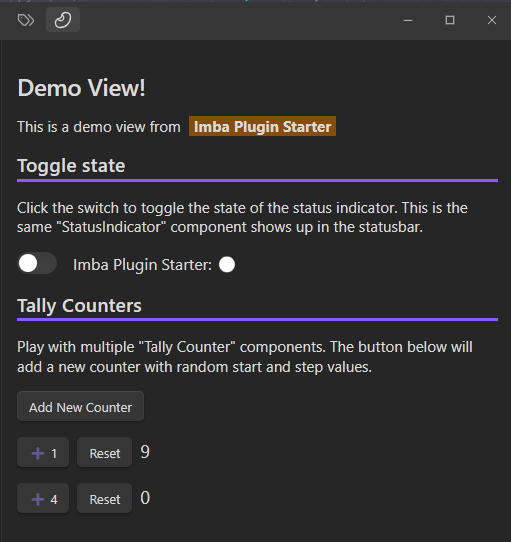 Demo View!
This is a demo view from Imba Plugin Starter
Toggle state
Click the switch to toggle the state of the status indicator. This is the
same "StatusIndicator" component shows up in the statusbar.
Imba Plugin Starter:
Tally Counters
Play with multiple "Tally Counter" components. The button below will
add a new counter with random start and step values.
Add New Counter
+ 1 Reset 9
+ 4 Reset 0